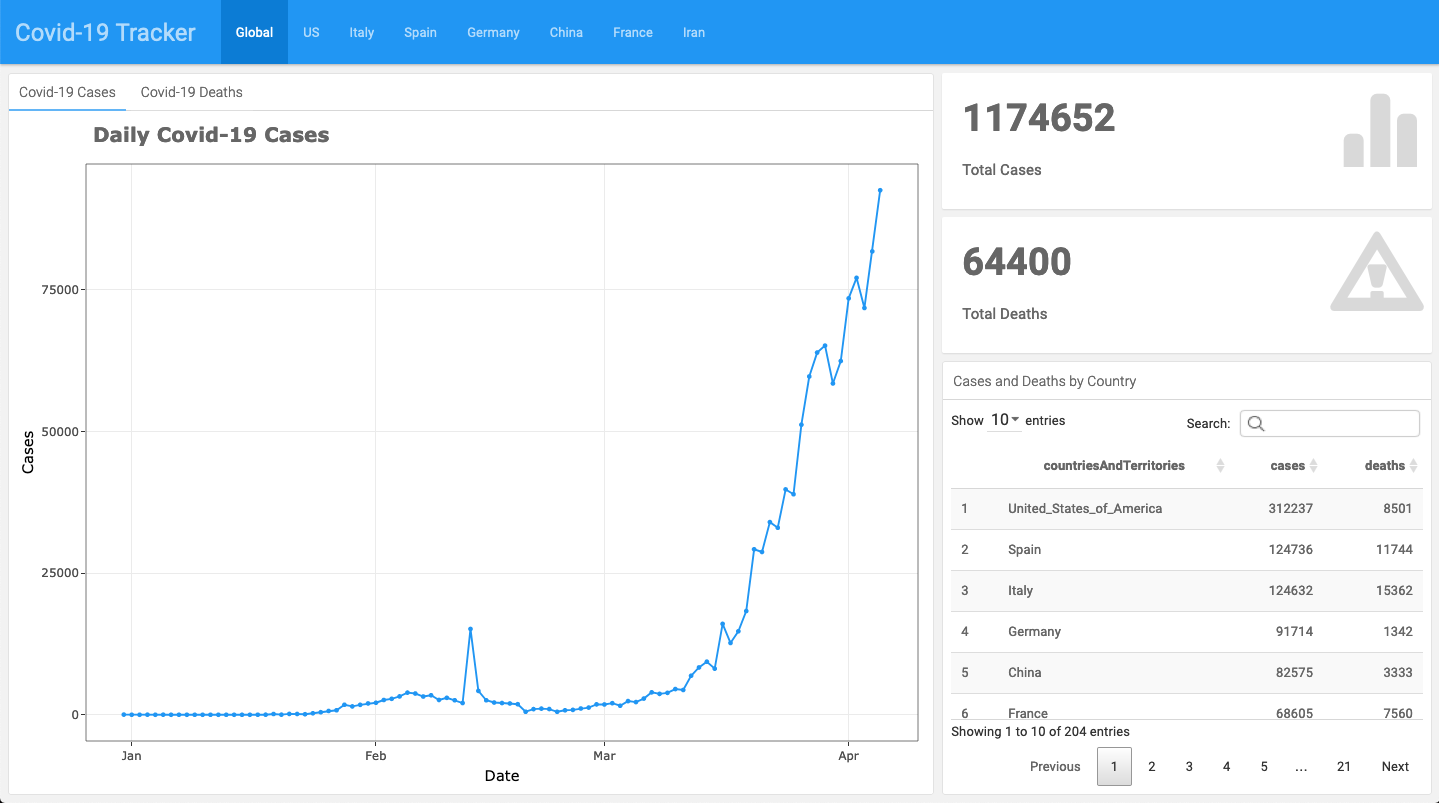 Covid-19 Tracker Global US Italy Spain Germany China France Iran
Covid-19 Cases Covid-19 Deaths
Daily Covid-19 Cases
75000
50000
25000
0
Cases
Jan Feb Mar Apr
Date
1174652
Total Cases
64400
Total Deaths
Cases and Deaths by Country
Show 10 entries Search:
countriesAndTerritories cases deaths
1 United_States_of_America 312237 8501
2 Spain 124736 11744
3 Italy 124632 15362
4 Germany 91714 1342
5 China 82575 3333
6 France 68605 7560
Showing 1 to 10 of 204 entries
Previous 1 2 3 4 5 … 21 Next